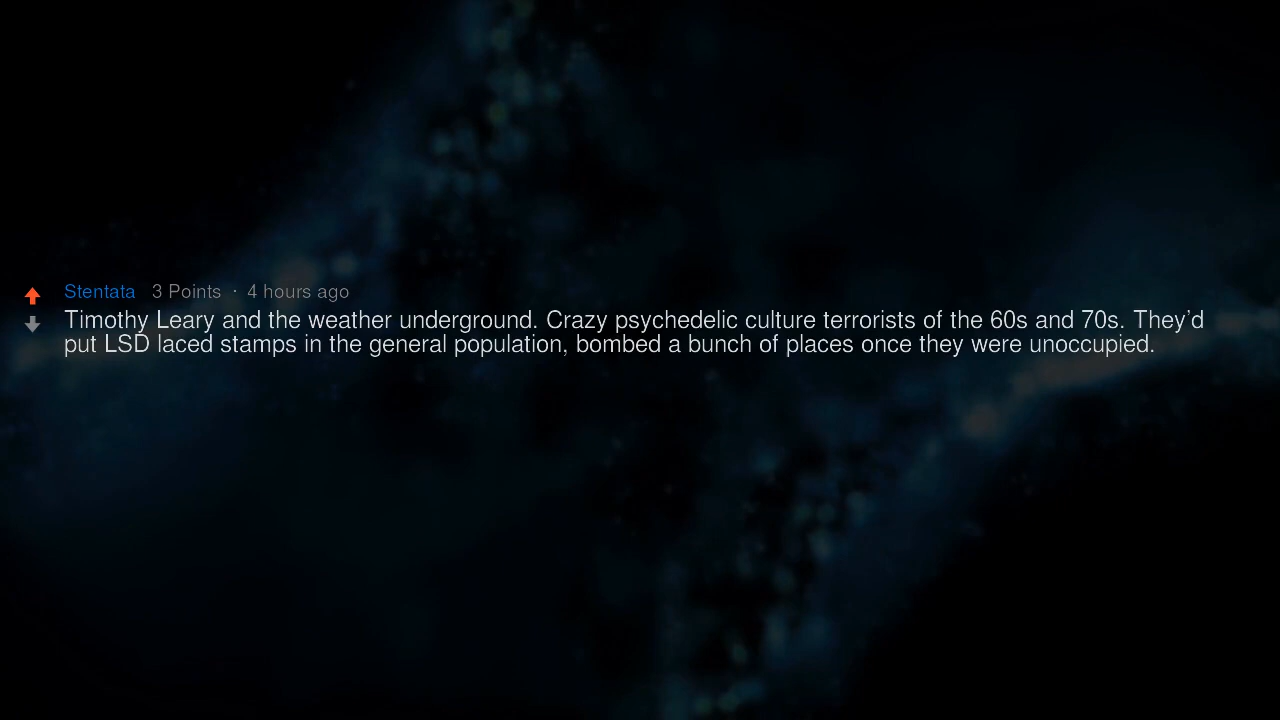 Stentata 3 Points · 4 hours ago
Timothy Leary and the weather underground. Crazy psychedelic culture terrorists of the 60s and 70s. They'd
put LSD laced stamps in the general population, bombed a bunch of places once they were unoccupied.